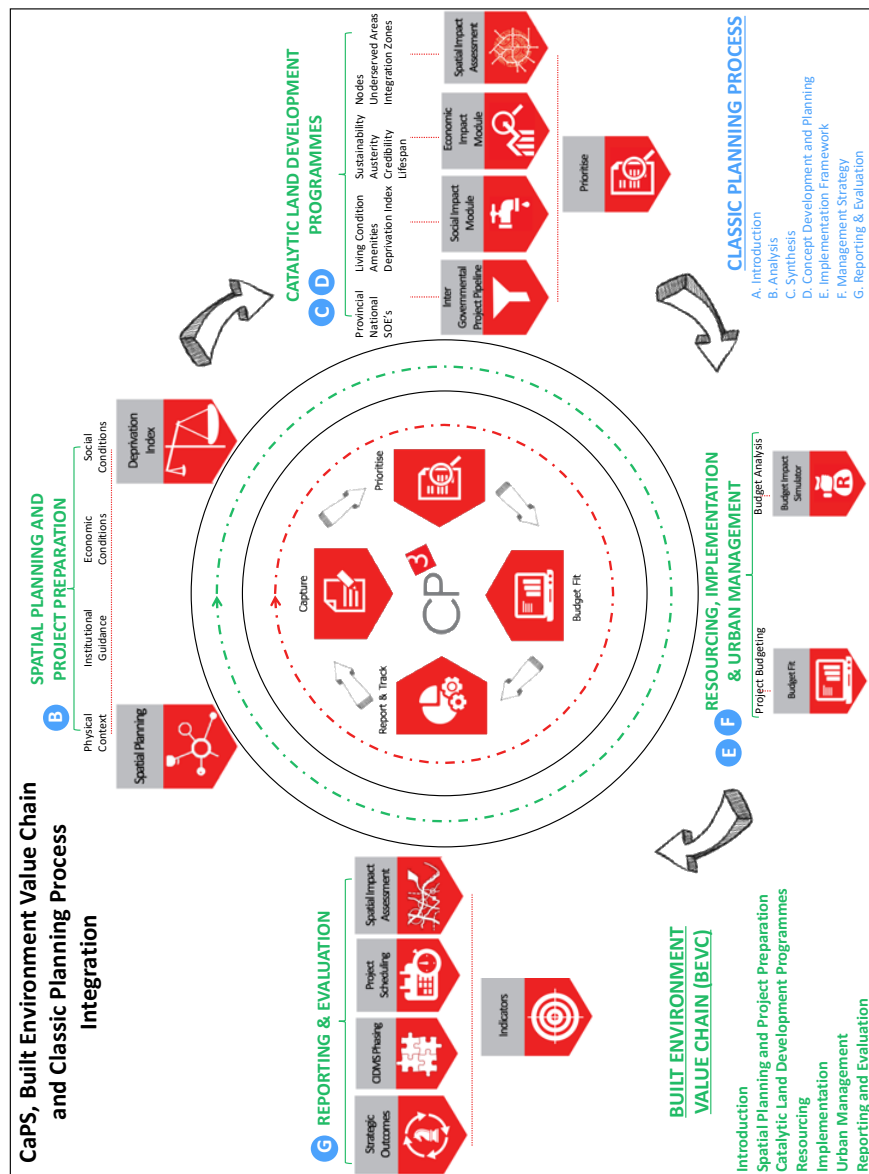 CaPS, Built Environment Value Chain
and Classic Planning Process
Integration
B
SPATIAL PLANNING AND
PROJECT PREPARATION
Physical
Context
Institutional
Guidance
Economic
Conditions
Social
Conditions
Spatial Planning
Deprivation
Index
C
D
CATALYTIC LAND DEVELOPMENT
PROGRAMMES
Provincial
National
SOE's
Living Condition
Amenities
Deprivation Index
Sustainability
Austerity
Credibility
Lifespan
Nodes
Underserved Areas
Integration Zones
Inter
Governmental
Project Pipeline
Social Impact
Module
Economic
Impact
Module
Spatial Impact
Assessment
Prioritise
Capture
Prioritise
Budget Fit
Report & Track
CP3
G
REPORTING & EVALUATION
Strategic
Outcomes
CIDMS Phasing
Project
Scheduling
Spatial Impact
Assessment
Indicators
E
F
RESOURCING, IMPLEMENTATION
& URBAN MANAGEMENT
Project Budgeting
Budget Analysis
Budget Fit
Budget Impact
Simulator
R
BUILT ENVIRONMENT
VALUE CHAIN (BEVC)
Introduction
Spatial Planning and Project Preparation
Catalytic Land Development Programmes
Resourcing
Implementation
Urban Management
Reporting and Evaluation
CLASSIC PLANNING PROCESS
A. Introduction
B. Analysis
C. Synthesis
D. Concept Development and Planning
E. Implementation Framework
F. Management Strategy
G. Reporting & Evaluation